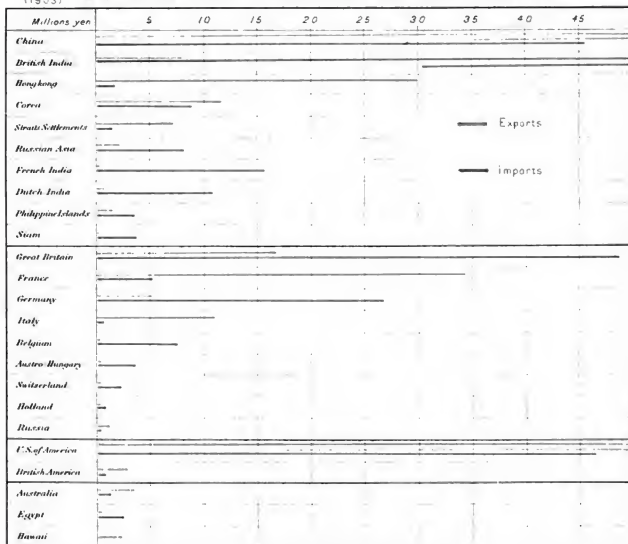 (1903)
Millions yen 5 10 15 20 25 30 35 40 45
China
British India
Hongkong
Corea
Straits Settlements
Exports
Russian Asia
French India
imports
Dutch India
Philippine Islands
Siam
Great Britain
France
Germany
Italy
Belgium
Austro Hungary
Switzerland
Holland
Russia
U.S. of America
British America
Australia
Egypt
Hawaii